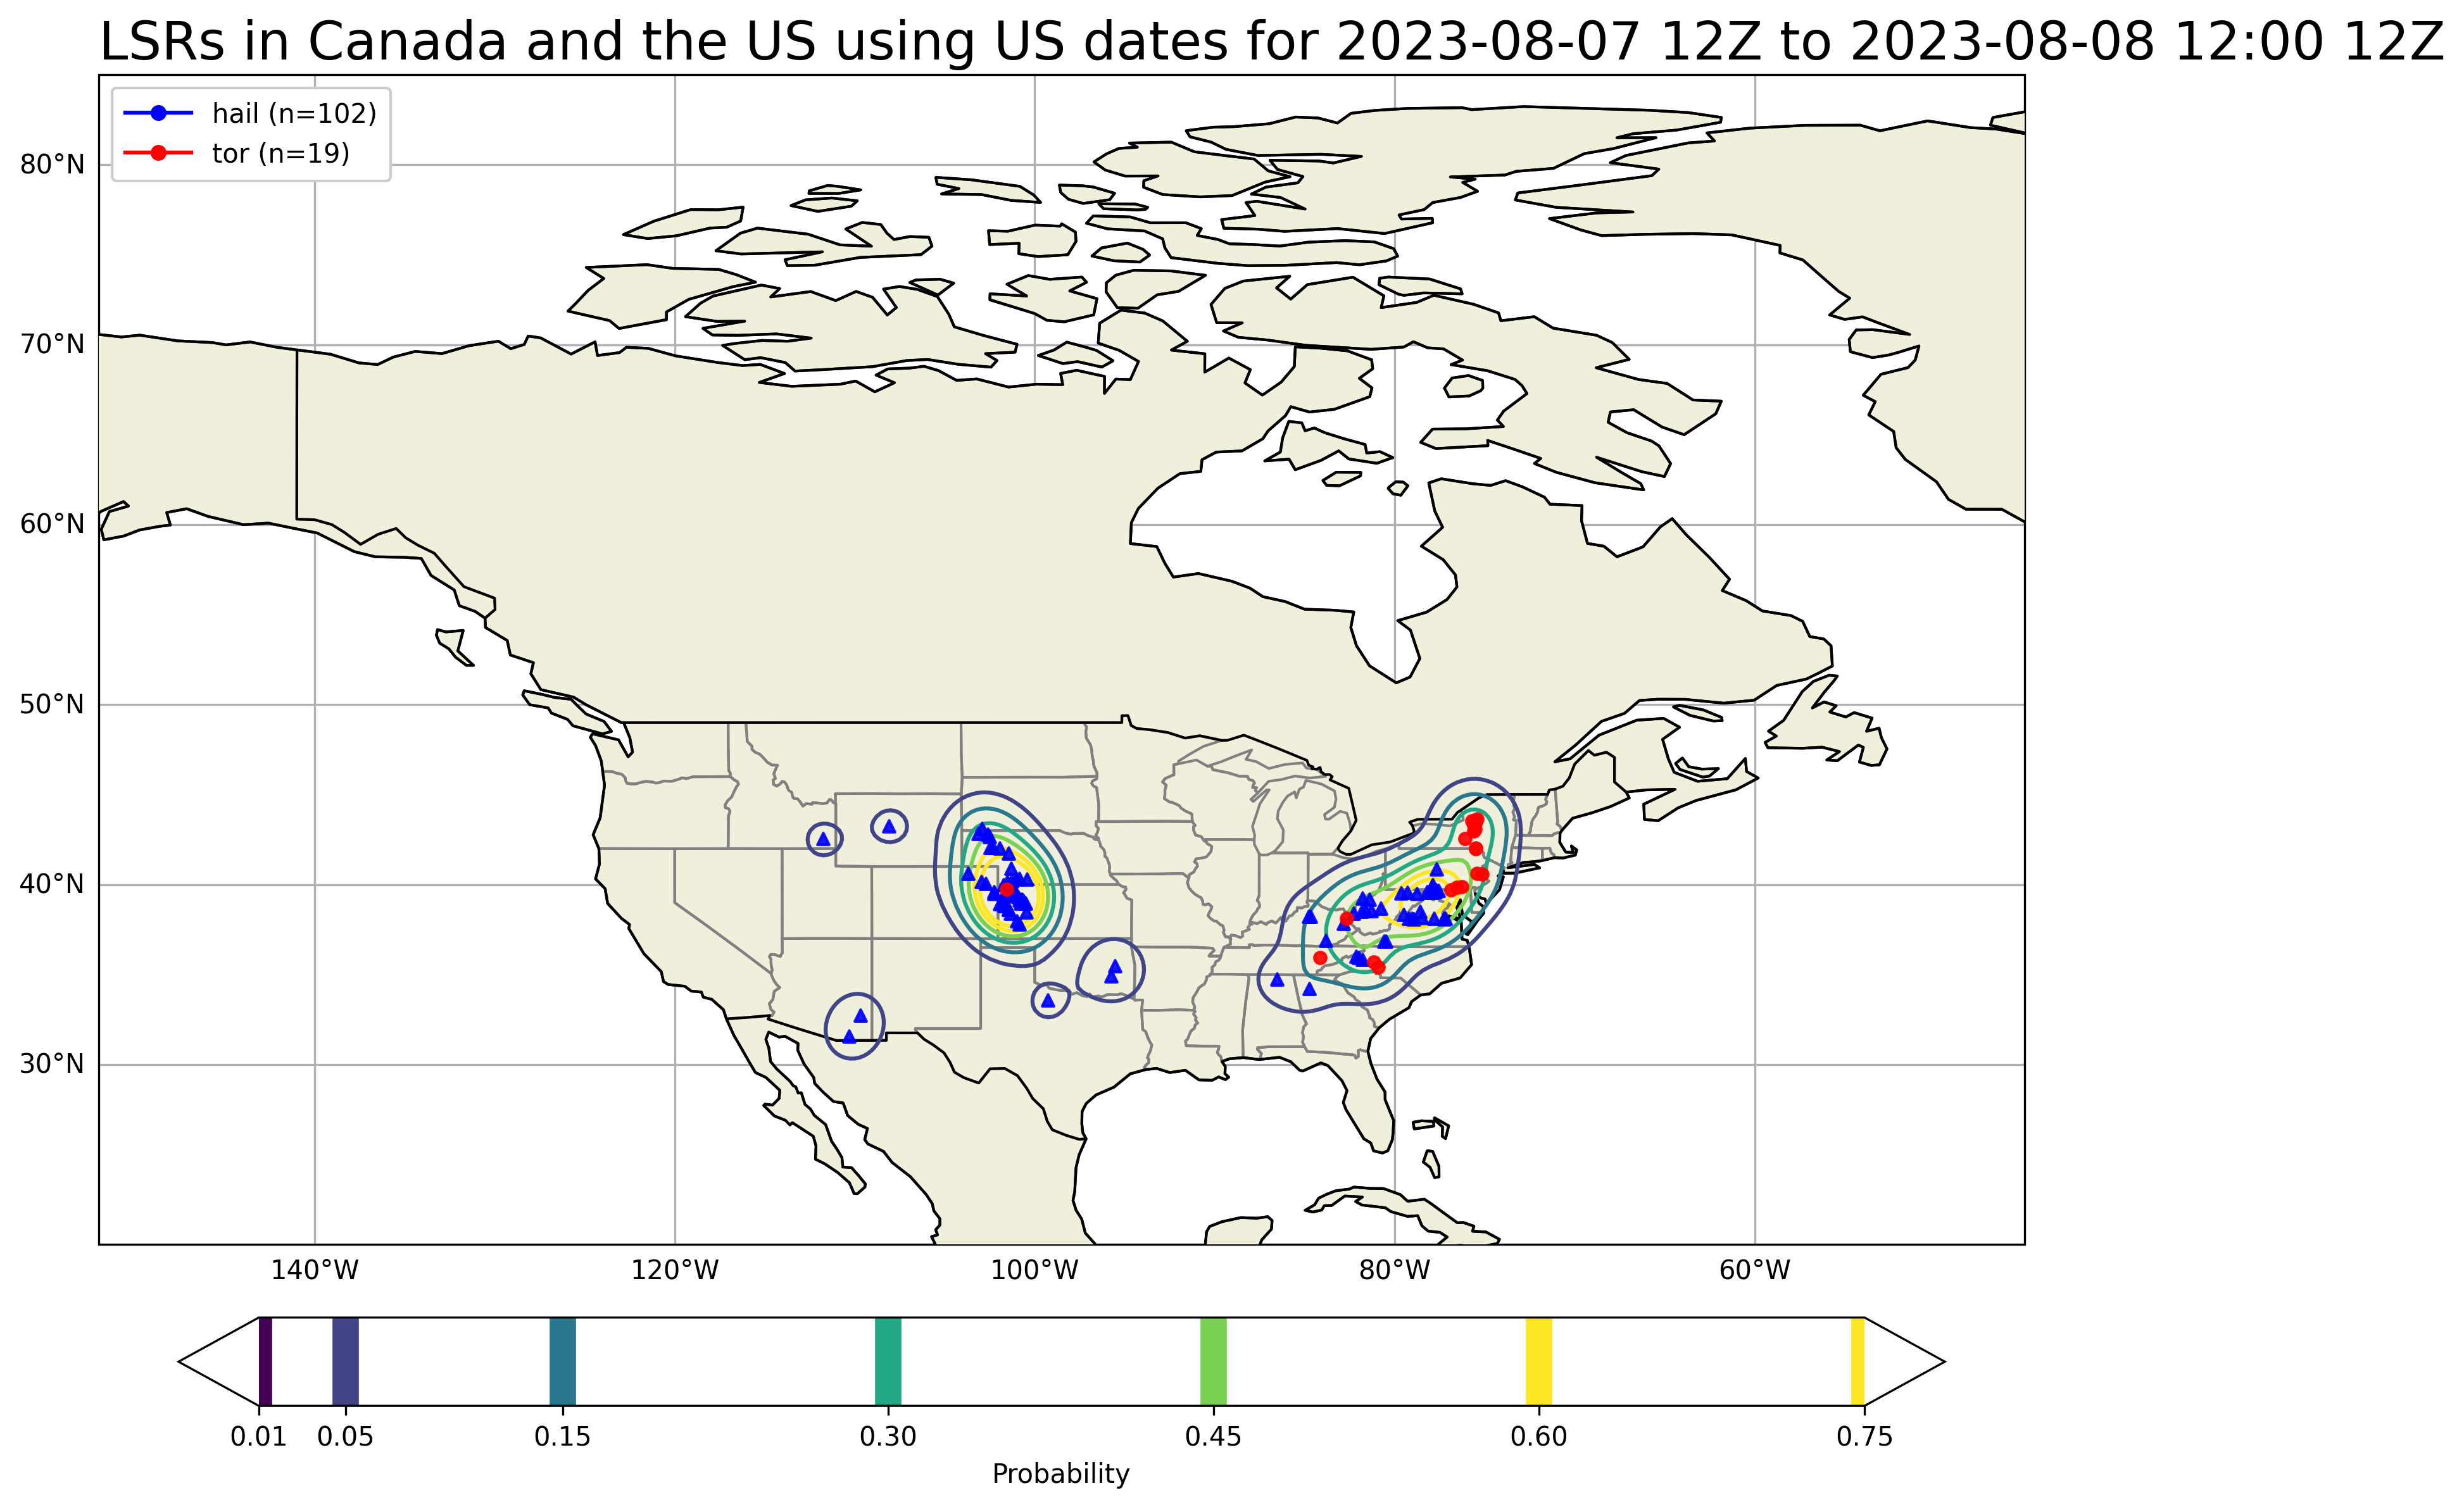 LSRs in Canada and the US using US dates for 2023-08-07 12Z to 2023-08-08 12:00 12Z
hail (n=102)
tor (n=19)
80°N
70°N
60°N
50°N
40°N
30°N
140°W 120°W 100°W 80°W 60°W
0.01 0.05 0.15 0.30 0.45 0.60 0.75
Probability